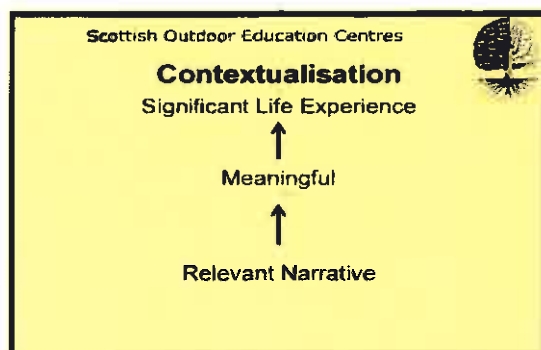 Scottish Outdoor Education Centres
Contextualisation
Significant Life Experience
Meaningful
Relevant Narrative